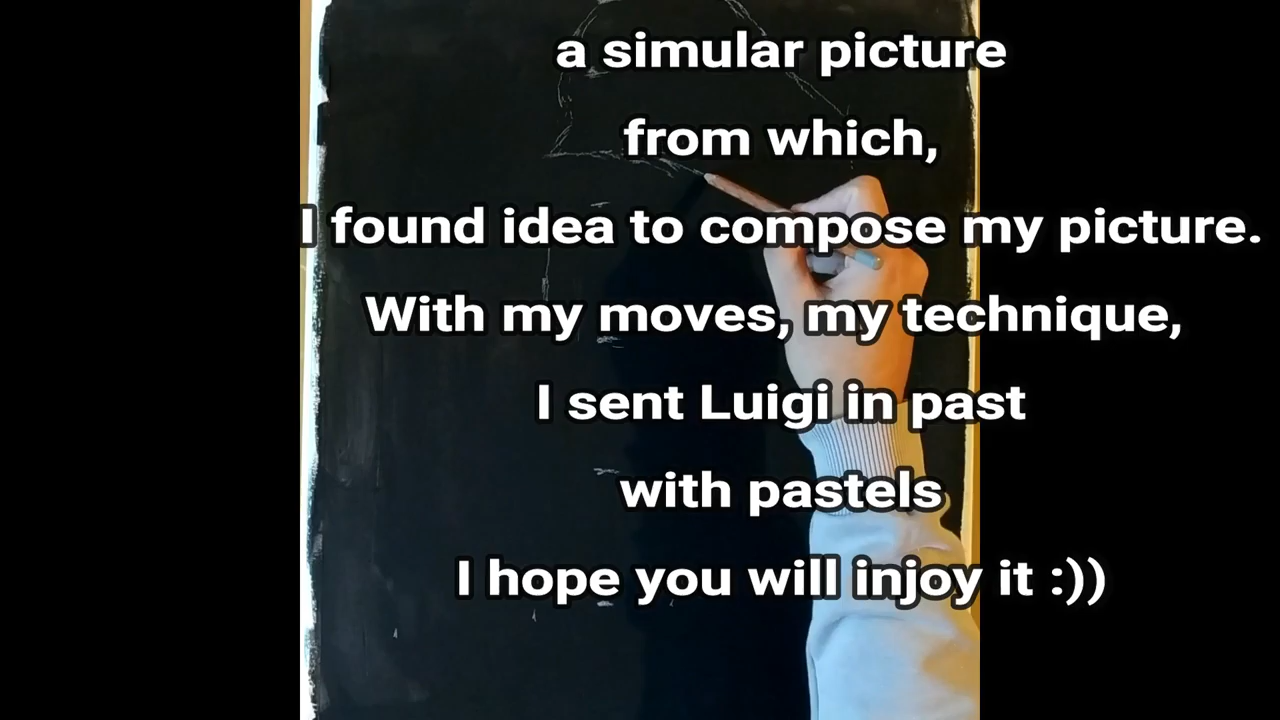 a simular picture
from which,
I found idea to compose my picture.
With my moves, my technique,
I sent Luigi in past
with pastels
I hope you will injoy it :))